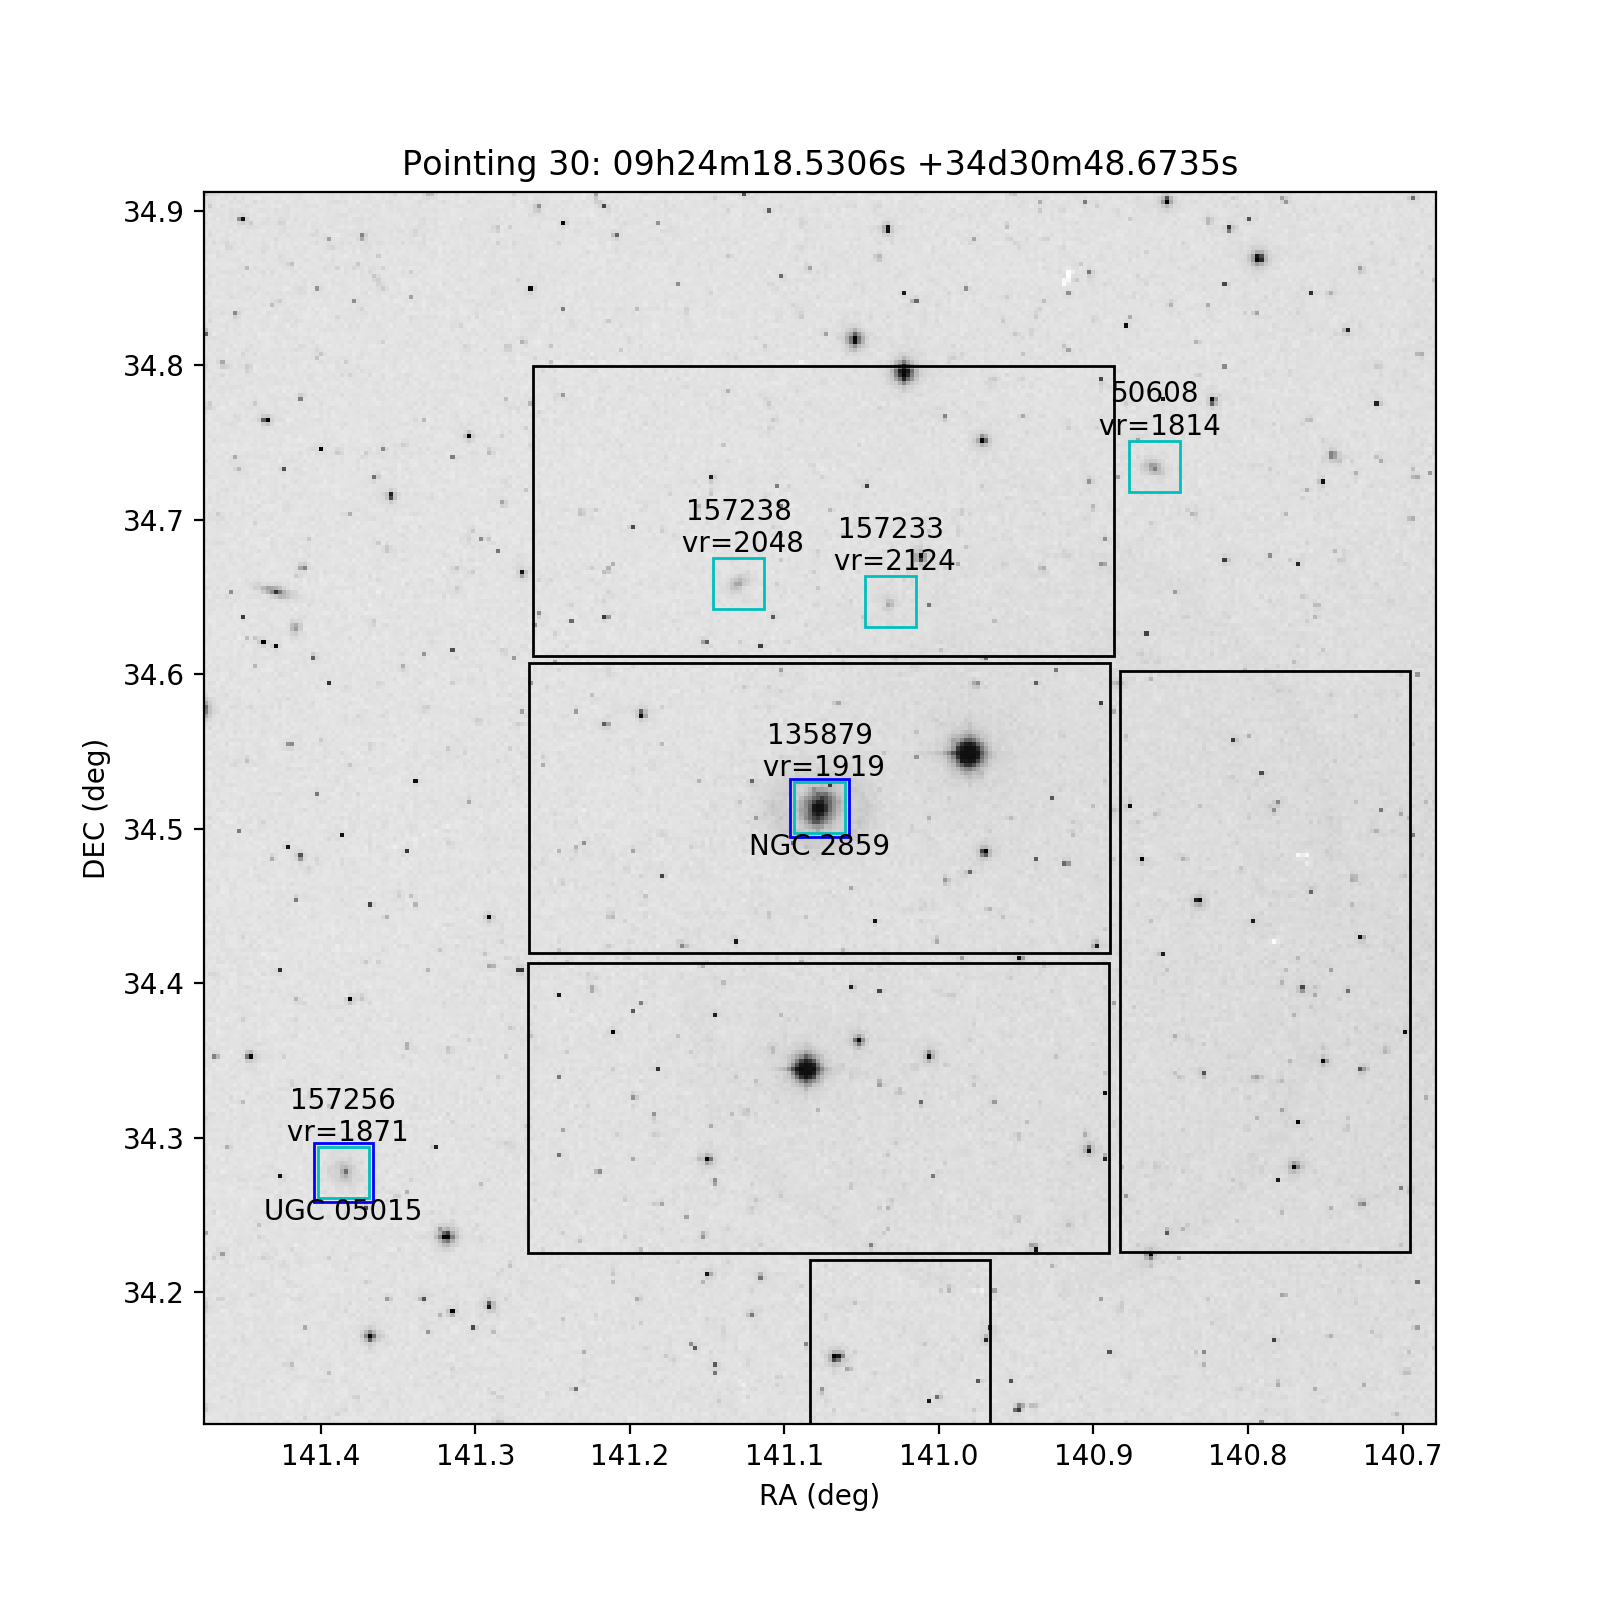 Pointing 30: 09h24m18.5306s +34d30m48.6735s
34.9
34.8
50608
vr=1814
34.7
157238
vr=2048
157233
vr=2124
34.6
135879
vr=1919
NGC 2859
34.5
34.4
34.3
157256
vr=1871
UGC 05015
34.2
DEC (deg)
141.4 141.3 141.2 141.1 141.0 140.9 140.8 140.7
RA (deg)